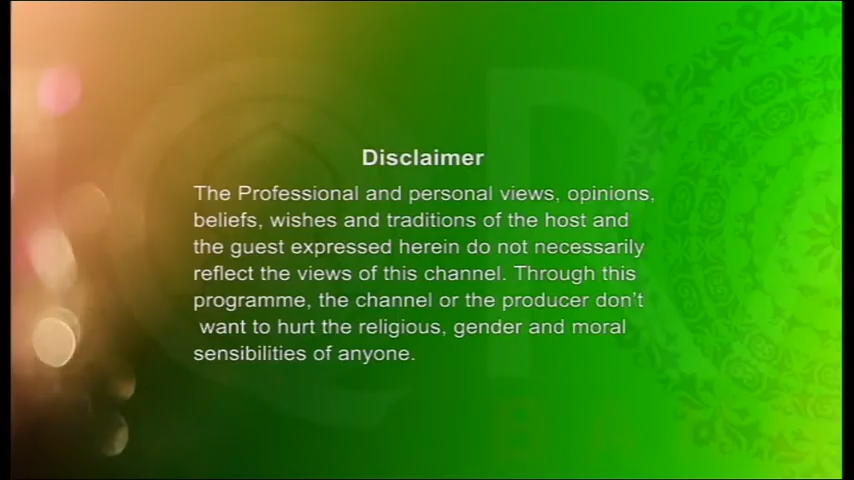 Disclaimer
The Professional and personal views, opinions,
beliefs, wishes and traditions of the host and
the guest expressed herein do not necessarily
reflect the views of this channel. Through this
programme, the channel or the producer don't
want to hurt the religious, gender and moral
sensibilities of anyone.